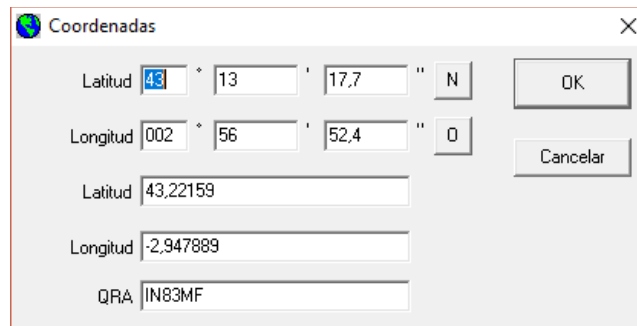 Coordenadas
Latitud 43 ° 13 ' 17,7 " N OK
Longitud 002 ° 56 ' 52,4 " O
Cancelar
Latitud 43,22159
Longitud -2,947889
QRA IN83MF